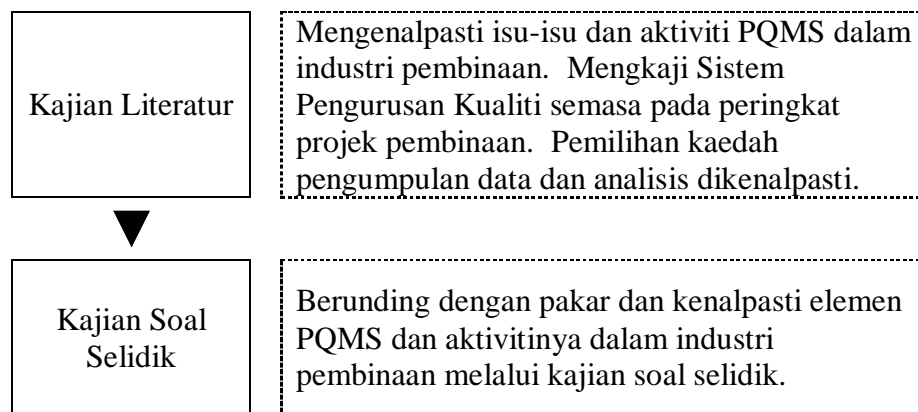 Kajian Literatur
Mengenalpasti isu-isu dan aktiviti PQMS dalam
industri pembinaan.  Mengkaji Sistem
Pengurusan Kualiti semasa pada peringkat
projek pembinaan.  Pemilihan kaedah
pengumpulan data dan analisis dikenalpasti.
Kajian Soal
Selidik
Berunding dengan pakar dan kenalpasti elemen
PQMS dan aktivitinya dalam industri
pembinaan melalui kajian soal selidik.